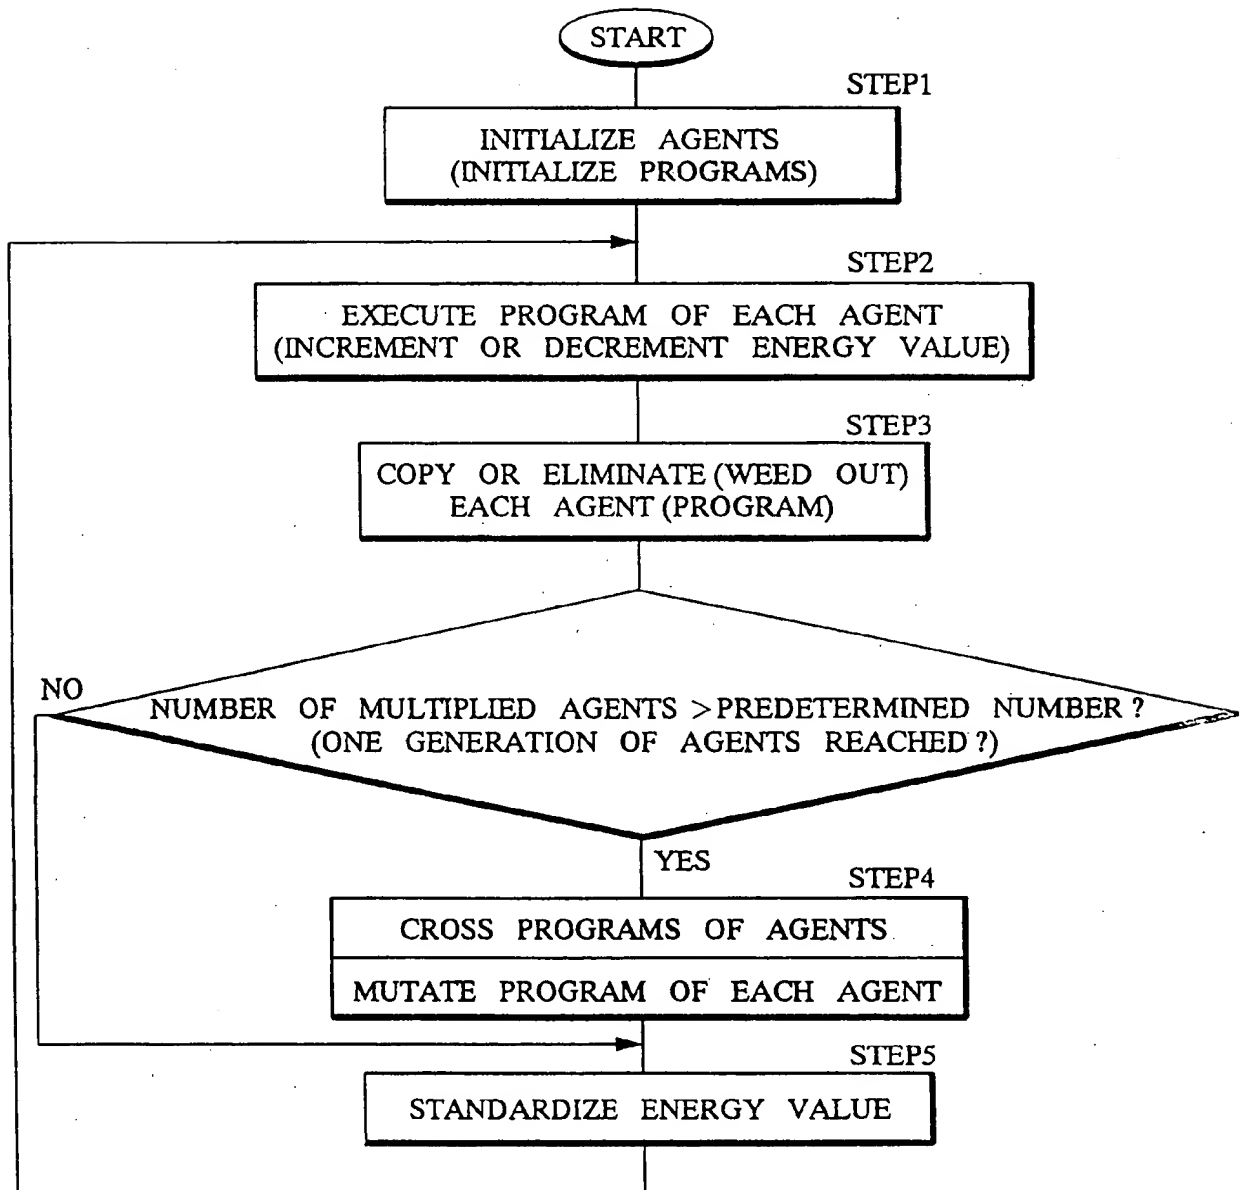 START
STEP1
INITIALIZE AGENTS
(INITIALIZE PROGRAMS)
STEP2
EXECUTE PROGRAM OF EACH AGENT
(INCREMENT OR DECREMENT ENERGY VALUE)
STEP3
COPY OR ELIMINATE (WEED OUT)
EACH AGENT (PROGRAM)
NO
NUMBER OF MULTIPLIED AGENTS >PREDETERMINED NUMBER ?
(ONE GENERATION OF AGENTS REACHED ?)
YES
STEP4
CROSS PROGRAMS OF AGENTS
MUTATE PROGRAM OF EACH AGENT
STEP5
STANDARDIZE ENERGY VALUE